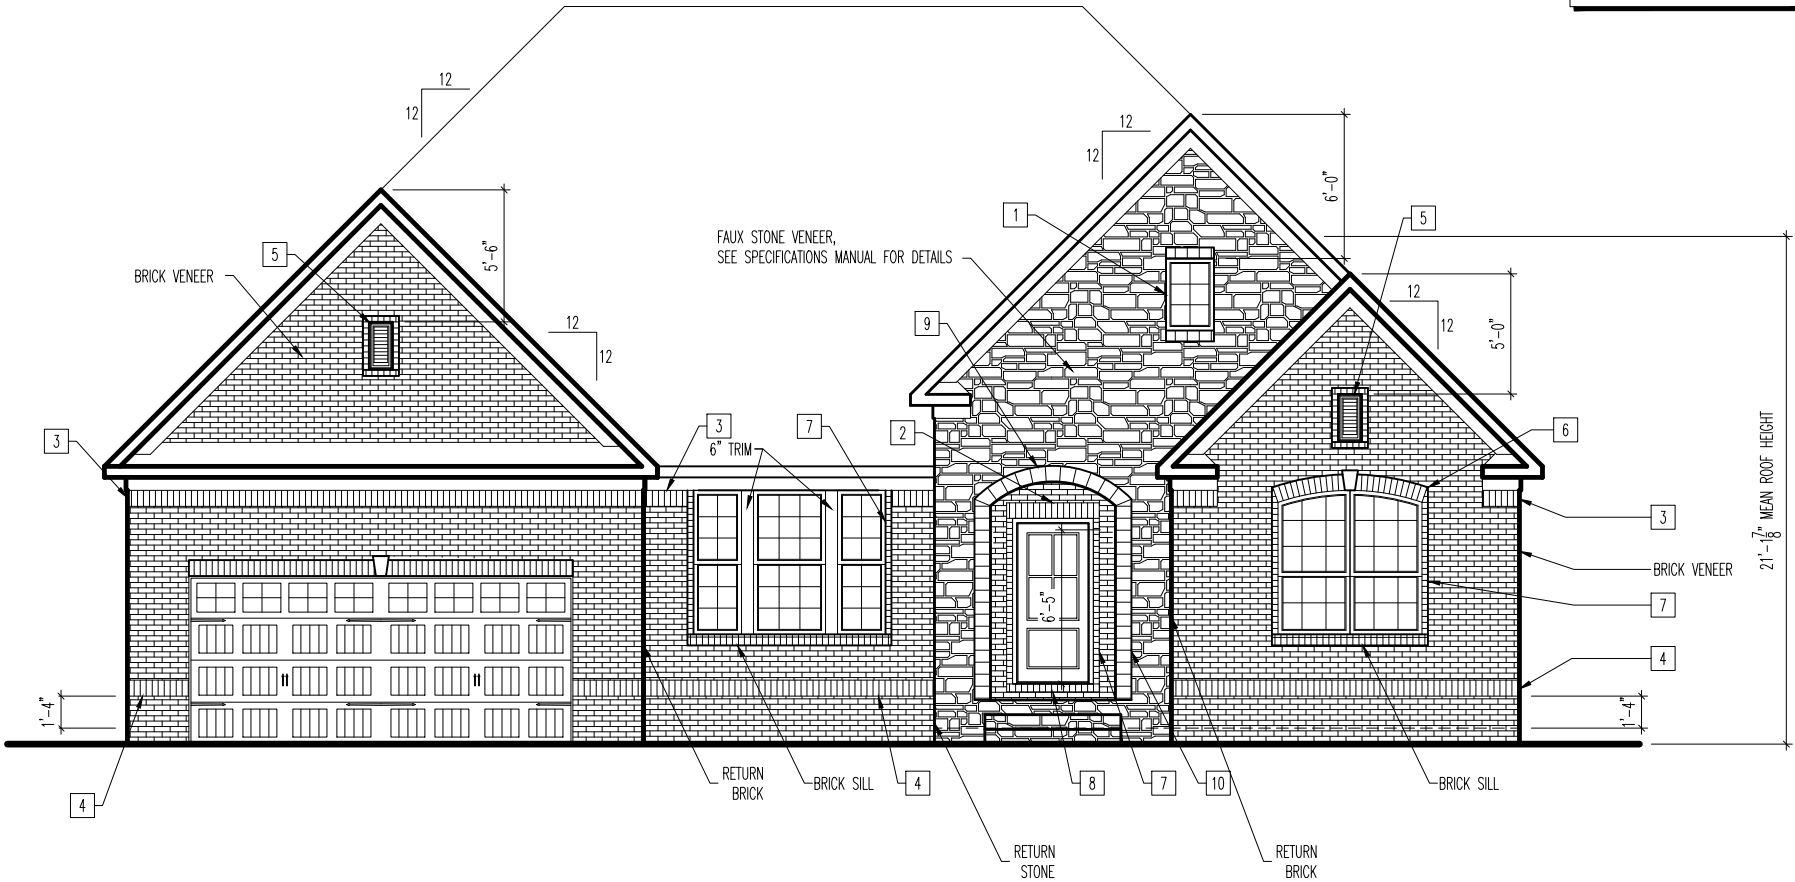 12
12
12
12
5'-6"
6'-0"
1
5
5
FAUX STONE VENEER,
SEE SPECIFICATIONS MANUAL FOR DETAILS
BRICK VENEER
12
12
12
12
5'-0"
9
3
3
6" TRIM
7
2
6
21'-1 7/8" MEAN ROOF HEIGHT
3
BRICK VENEER
7
6'-5"
4
1'-4"
1'-4"
4
RETURN
BRICK
BRICK SILL
4
8
7
10
BRICK SILL
RETURN
STONE
RETURN
BRICK